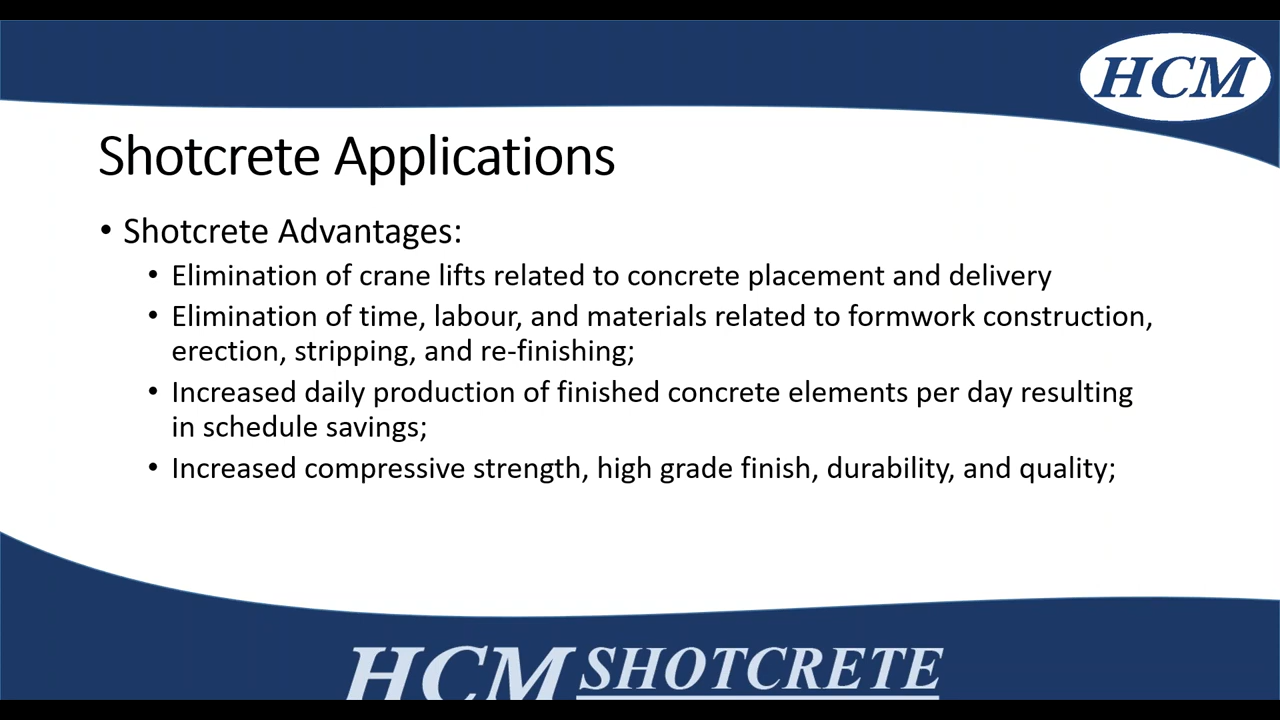 HCM
Shotcrete Applications
• Shotcrete Advantages:
• Elimination of crane lifts related to concrete placement and delivery
• Elimination of time, labour, and materials related to formwork construction,
erection, stripping, and re-finishing;
• Increased daily production of finished concrete elements per day resulting
in schedule savings;
• Increased compressive strength, high grade finish, durability, and quality;
HCM SHOTCRETE